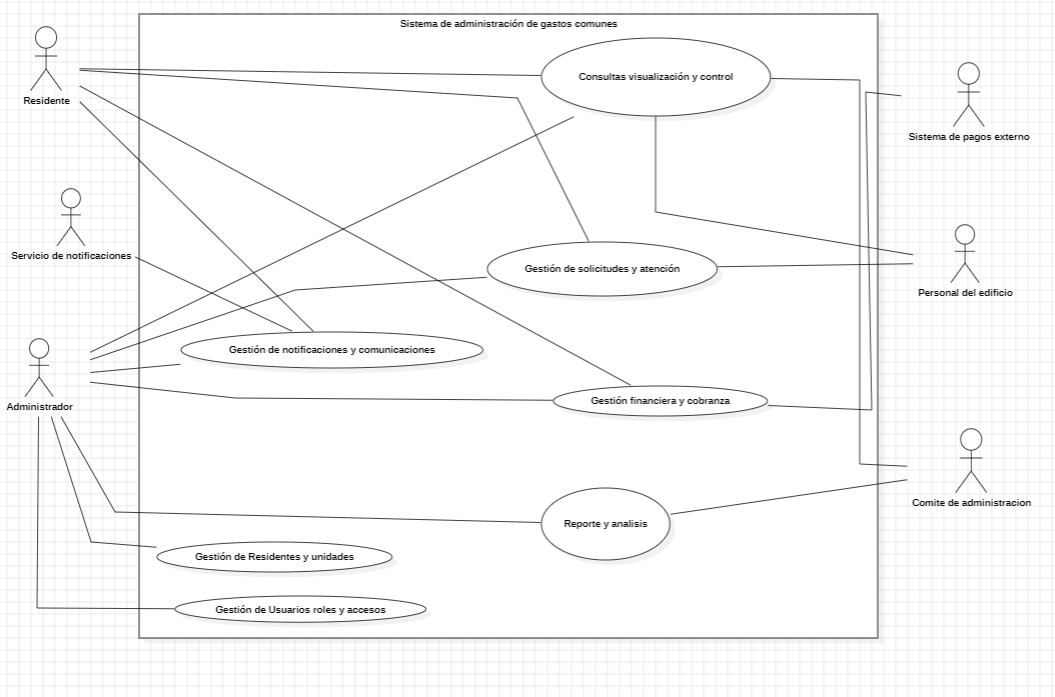 Sistema de administración de gastos comunes
Residente
Consultas visualización y control
Sistema de pagos externo
Servicio de notificaciones
Gestión de solicitudes y atención
Personal del edificio
Gestión de notificaciones y comunicaciones
Administrador
Gestión financiera y cobranza
Comite de administracion
Reporte y analisis
Gestión de Residentes y unidades
Gestión de Usuarios roles y accesos